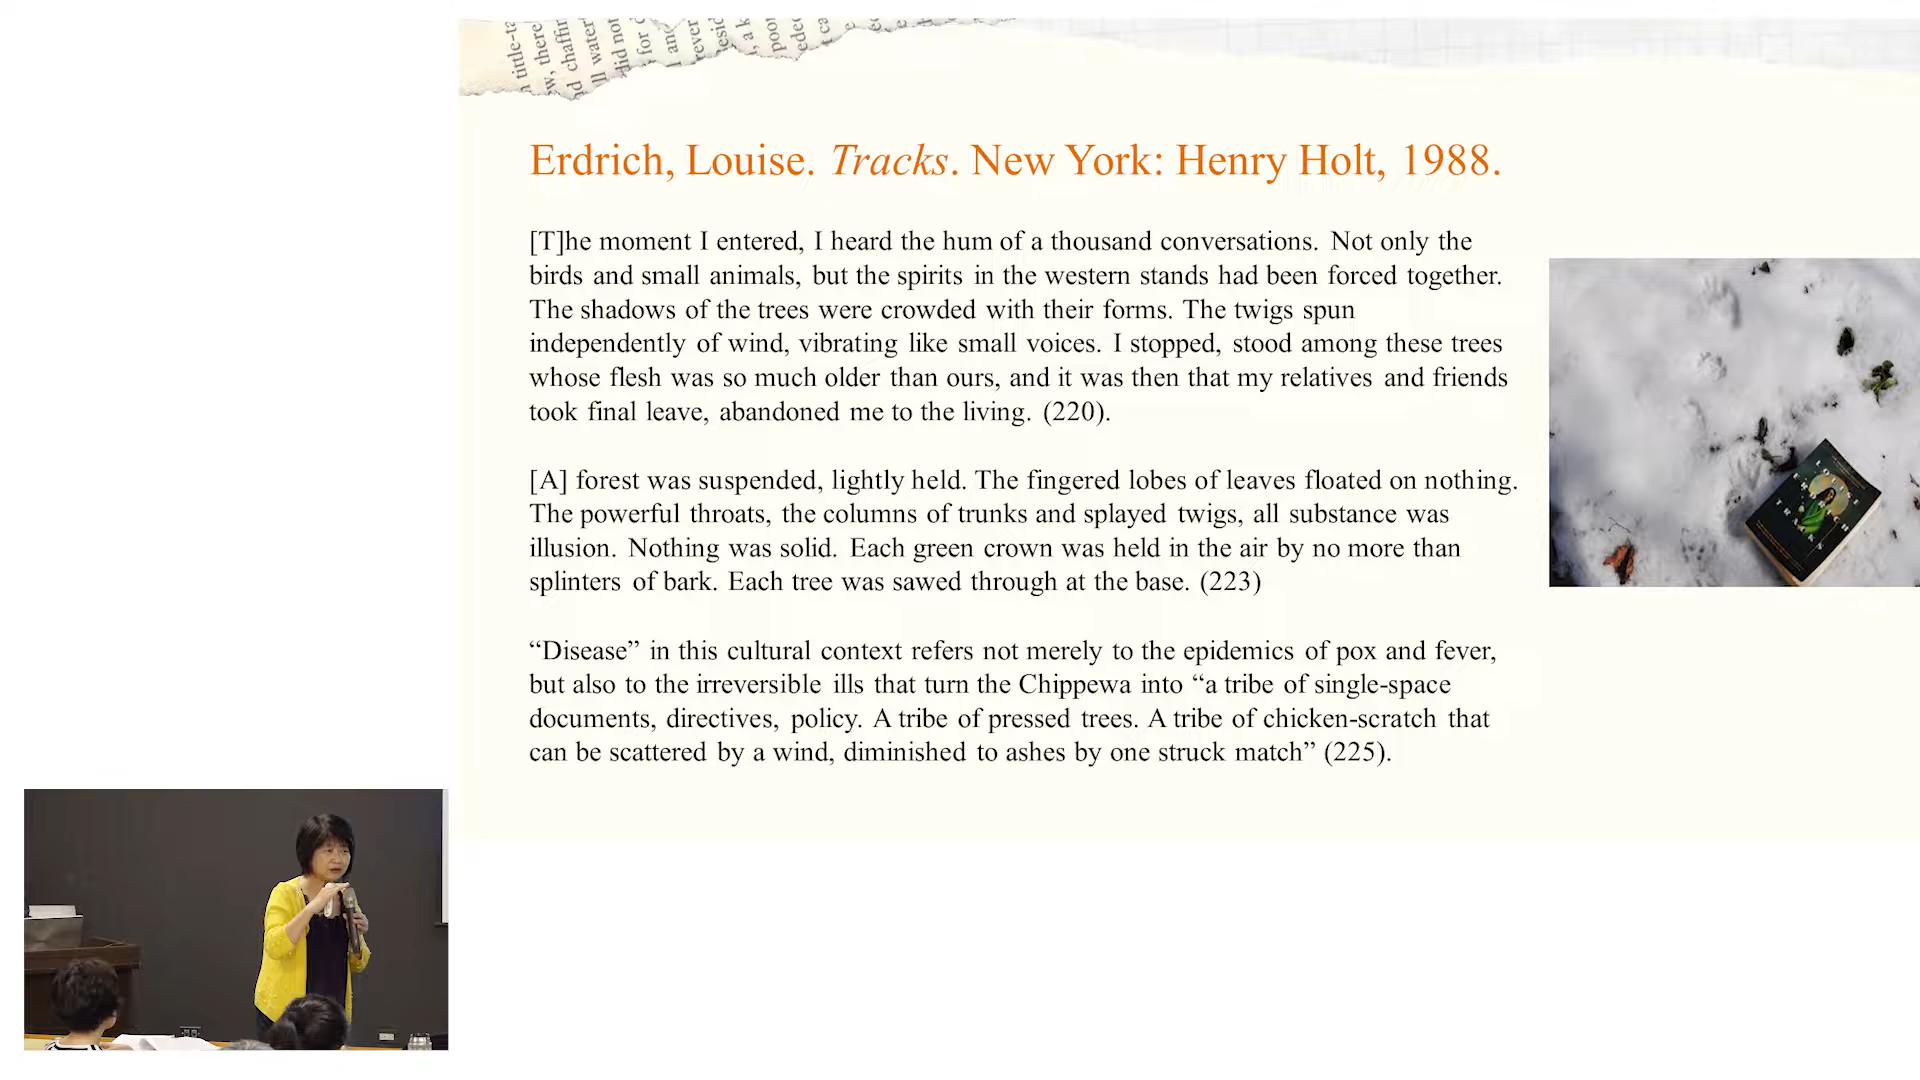 Erdrich, Louise. Tracks. New York: Henry Holt, 1988.
[T]he moment I entered, I heard the hum of a thousand conversations. Not only the
birds and small animals, but the spirits in the western stands had been forced together.
The shadows of the trees were crowded with their forms. The twigs spun
independently of wind, vibrating like small voices. I stopped, stood among these trees
whose flesh was so much older than ours, and it was then that my relatives and friends
took final leave, abandoned me to the living. (220).
[A] forest was suspended, lightly held. The fingered lobes of leaves floated on nothing.
The powerful throats, the columns of trunks and splayed twigs, all substance was
illusion. Nothing was solid. Each green crown was held in the air by no more than
splinters of bark. Each tree was sawed through at the base. (223)
“Disease” in this cultural context refers not merely to the epidemics of pox and fever,
but also to the irreversible ills that turn the Chippewa into “a tribe of single-space
documents, directives, policy. A tribe of pressed trees. A tribe of chicken-scratch that
can be scattered by a wind, diminished to ashes by one struck match” (225).
LOUISE
ERDRICH
TRACKS